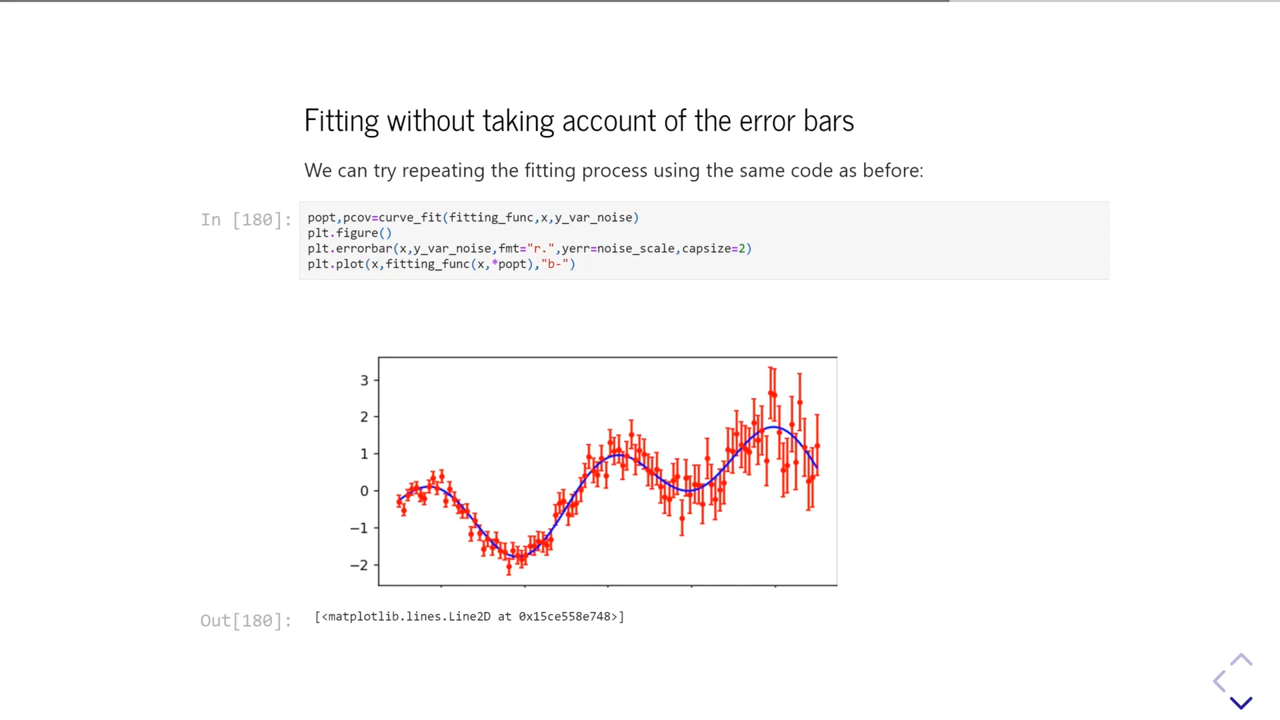 Fitting without taking account of the error bars
We can try repeating the fitting process using the same code as before:
In [180]:
popt,pcov=curve_fit(fitting_func,x,y_var_noise)
plt.figure()
plt.errorbar(x,y_var_noise,fmt="r.",yerr=noise_scale,capsize=2)
plt.plot(x,fitting_func(x,*popt),"b-")
3
2
1
0
−1
−2
Out[180]:
[<matplotlib.lines.Line2D at 0x15ce558e748>]